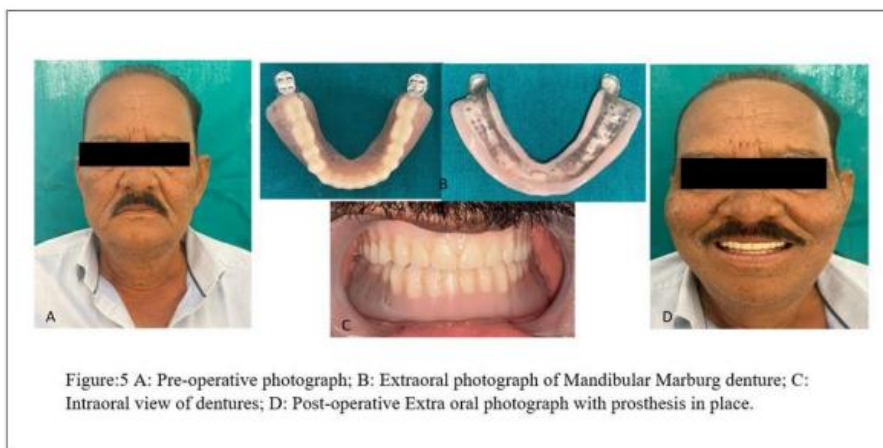 B
A
C
D
Figure:5 A: Pre-operative photograph; B: Extraoral photograph of Mandibular Marburg denture; C:
Intraoral view of dentures; D: Post-operative Extra oral photograph with prosthesis in place.